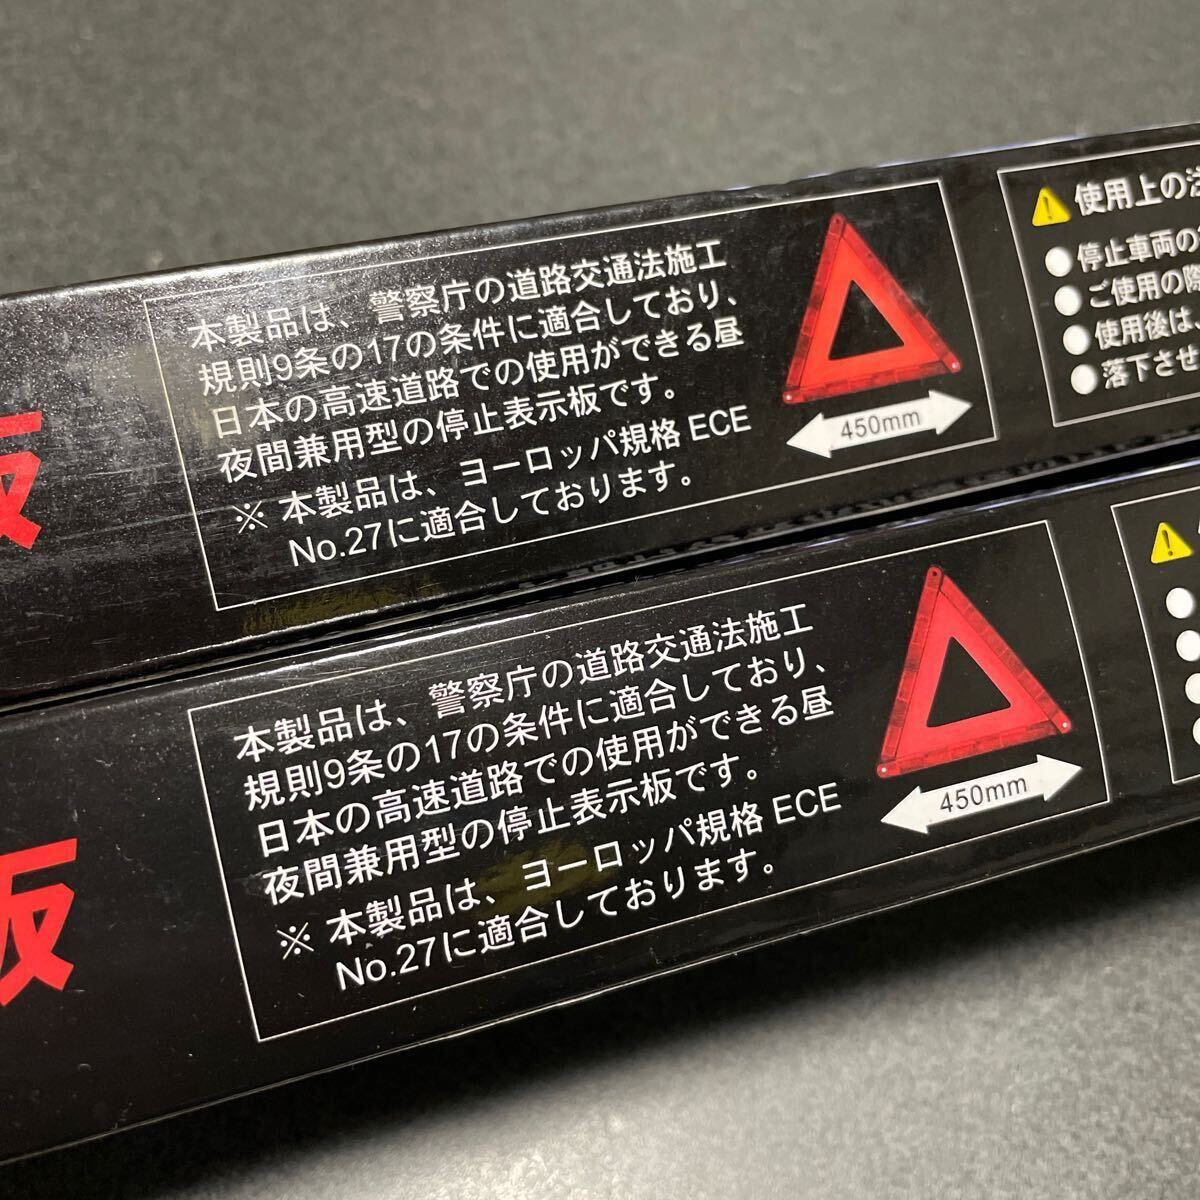 板
本製品は、警察庁の道路交通法施工
規則9条の17の条件に適合しており、
日本の高速道路での使用ができる昼
夜間兼用型の停止表示板です。
※ 本製品は、ヨーロッパ規格 ECE
No.27に適合しております。
450mm
使用上の注
●停止車両の
●ご使用の際
●使用後は
●落下させ
板
本製品は、警察庁の道路交通法施工
規則9条の17の条件に適合しており、
日本の高速道路での使用ができる昼
夜間兼用型の停止表示板です。
※ 本製品は、ヨーロッパ規格 ECE
No.27に適合しております。
450mm